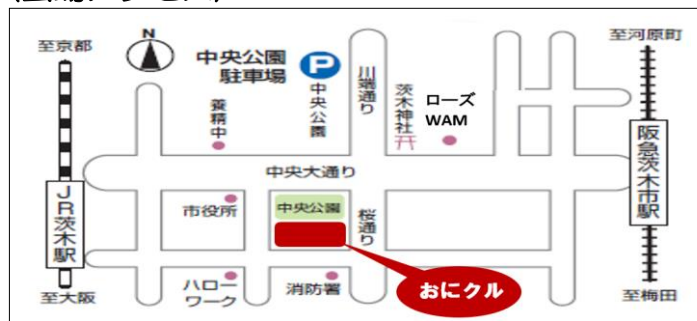 至京都
N
中央公園
駐車場
P
中央公園
川端通り
茨木神社
ローズ
WAM
至河原町
養精中
中央大通り
JR茨木駅
市役所
中央公園
桜通り
阪急茨木市駅
ハロー
ワーク
消防署
おにクル
至大阪
至梅田